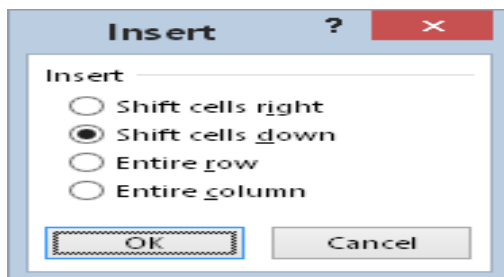 Insert ? ×
Insert
Shift cells right
Shift cells down
Entire row
Entire column
OK Cancel